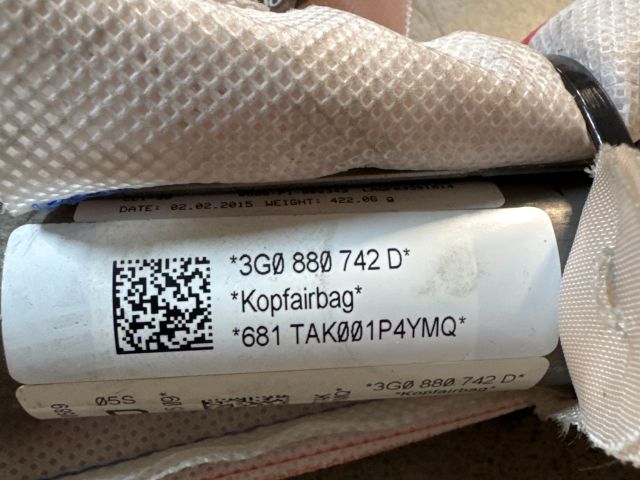 DATE: 02.02.2015 WEIGHT: 422.06 g
*3G0 880 742 D*
*Kopfairbag*
*681 TAK001P4YMQ*
05S
*3G0 880 742 D*
*Kopfairbag*